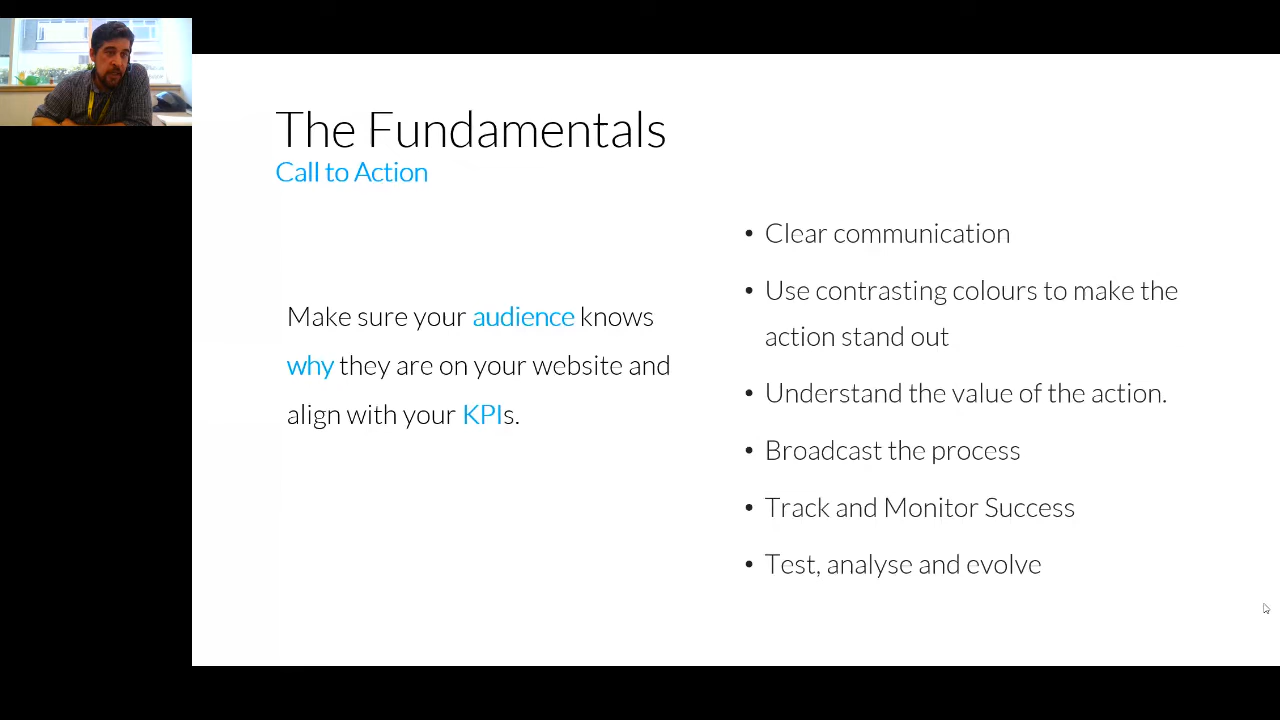 The Fundamentals
Call to Action
Make sure your audience knows
why they are on your website and
align with your KPIs.
• Clear communication
• Use contrasting colours to make the
action stand out
• Understand the value of the action.
• Broadcast the process
• Track and Monitor Success
• Test, analyse and evolve